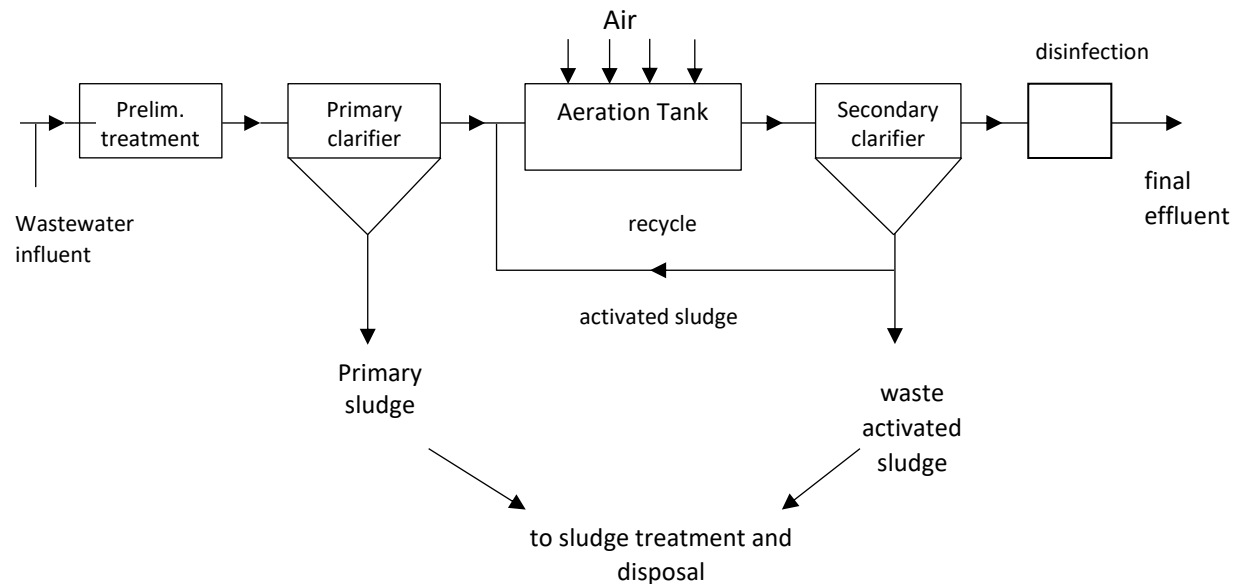 Air
disinfection
Prelim.
treatment
Primary
clarifier
Aeration Tank
Secondary
clarifier
Wastewater
influent
final
effluent
recycle
activated sludge
Primary
sludge
waste
activated
sludge
to sludge treatment and
disposal